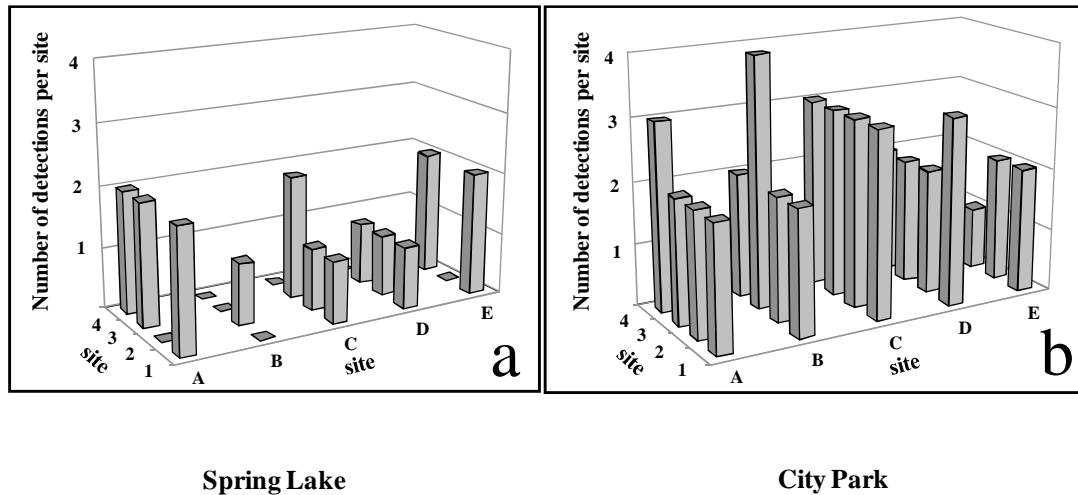 Number of detections per site
4
3
2
1
4
3
2
1
site
A
B
C
D
E
site
a
Number of detections per site
4
3
2
1
4
3
2
1
site
A
B
C
D
E
site
b
Spring Lake
City Park